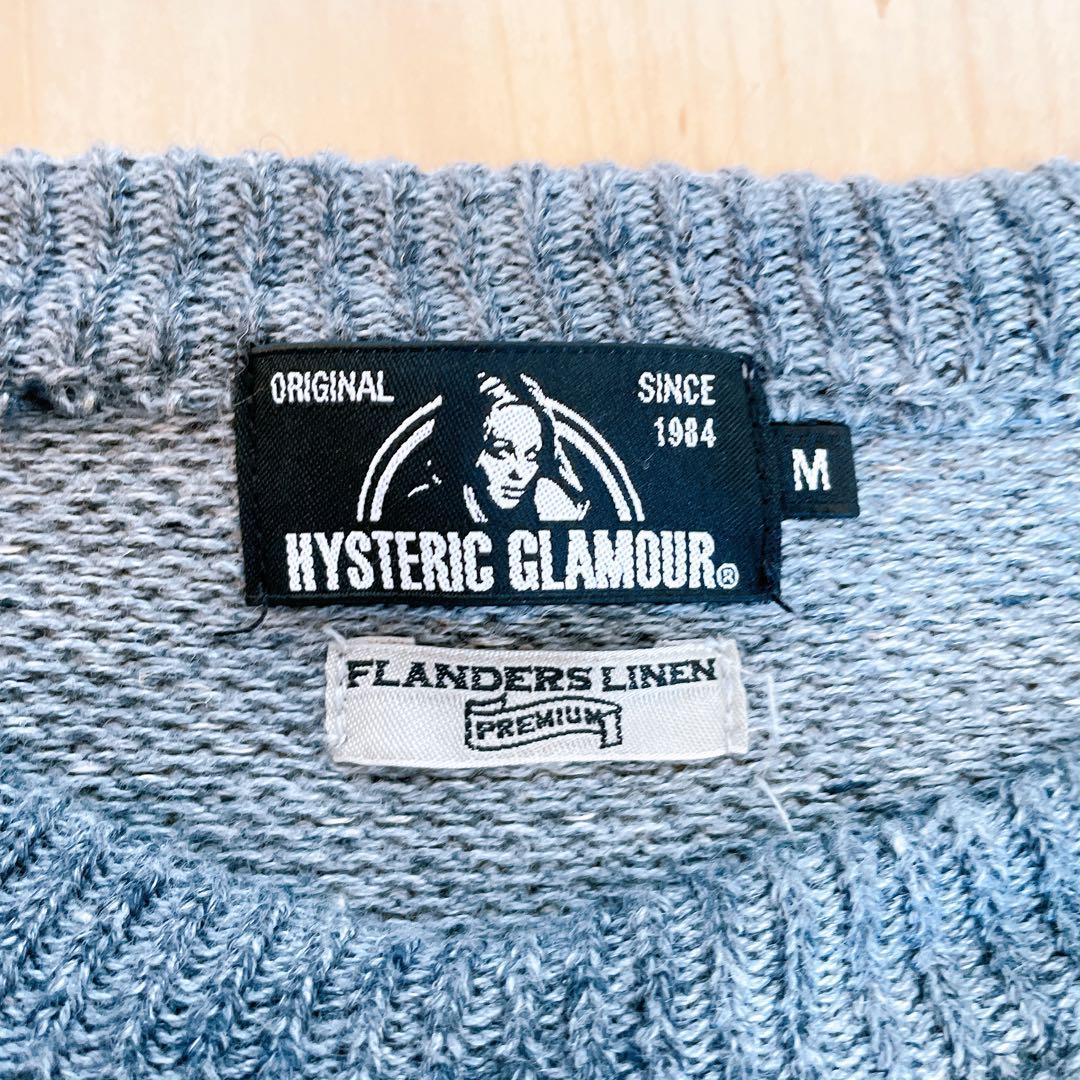 ORIGINAL
SINCE
1984
M
HYSTERIC GLAMOUR®
FLANDERS LINEN
PREMIUM